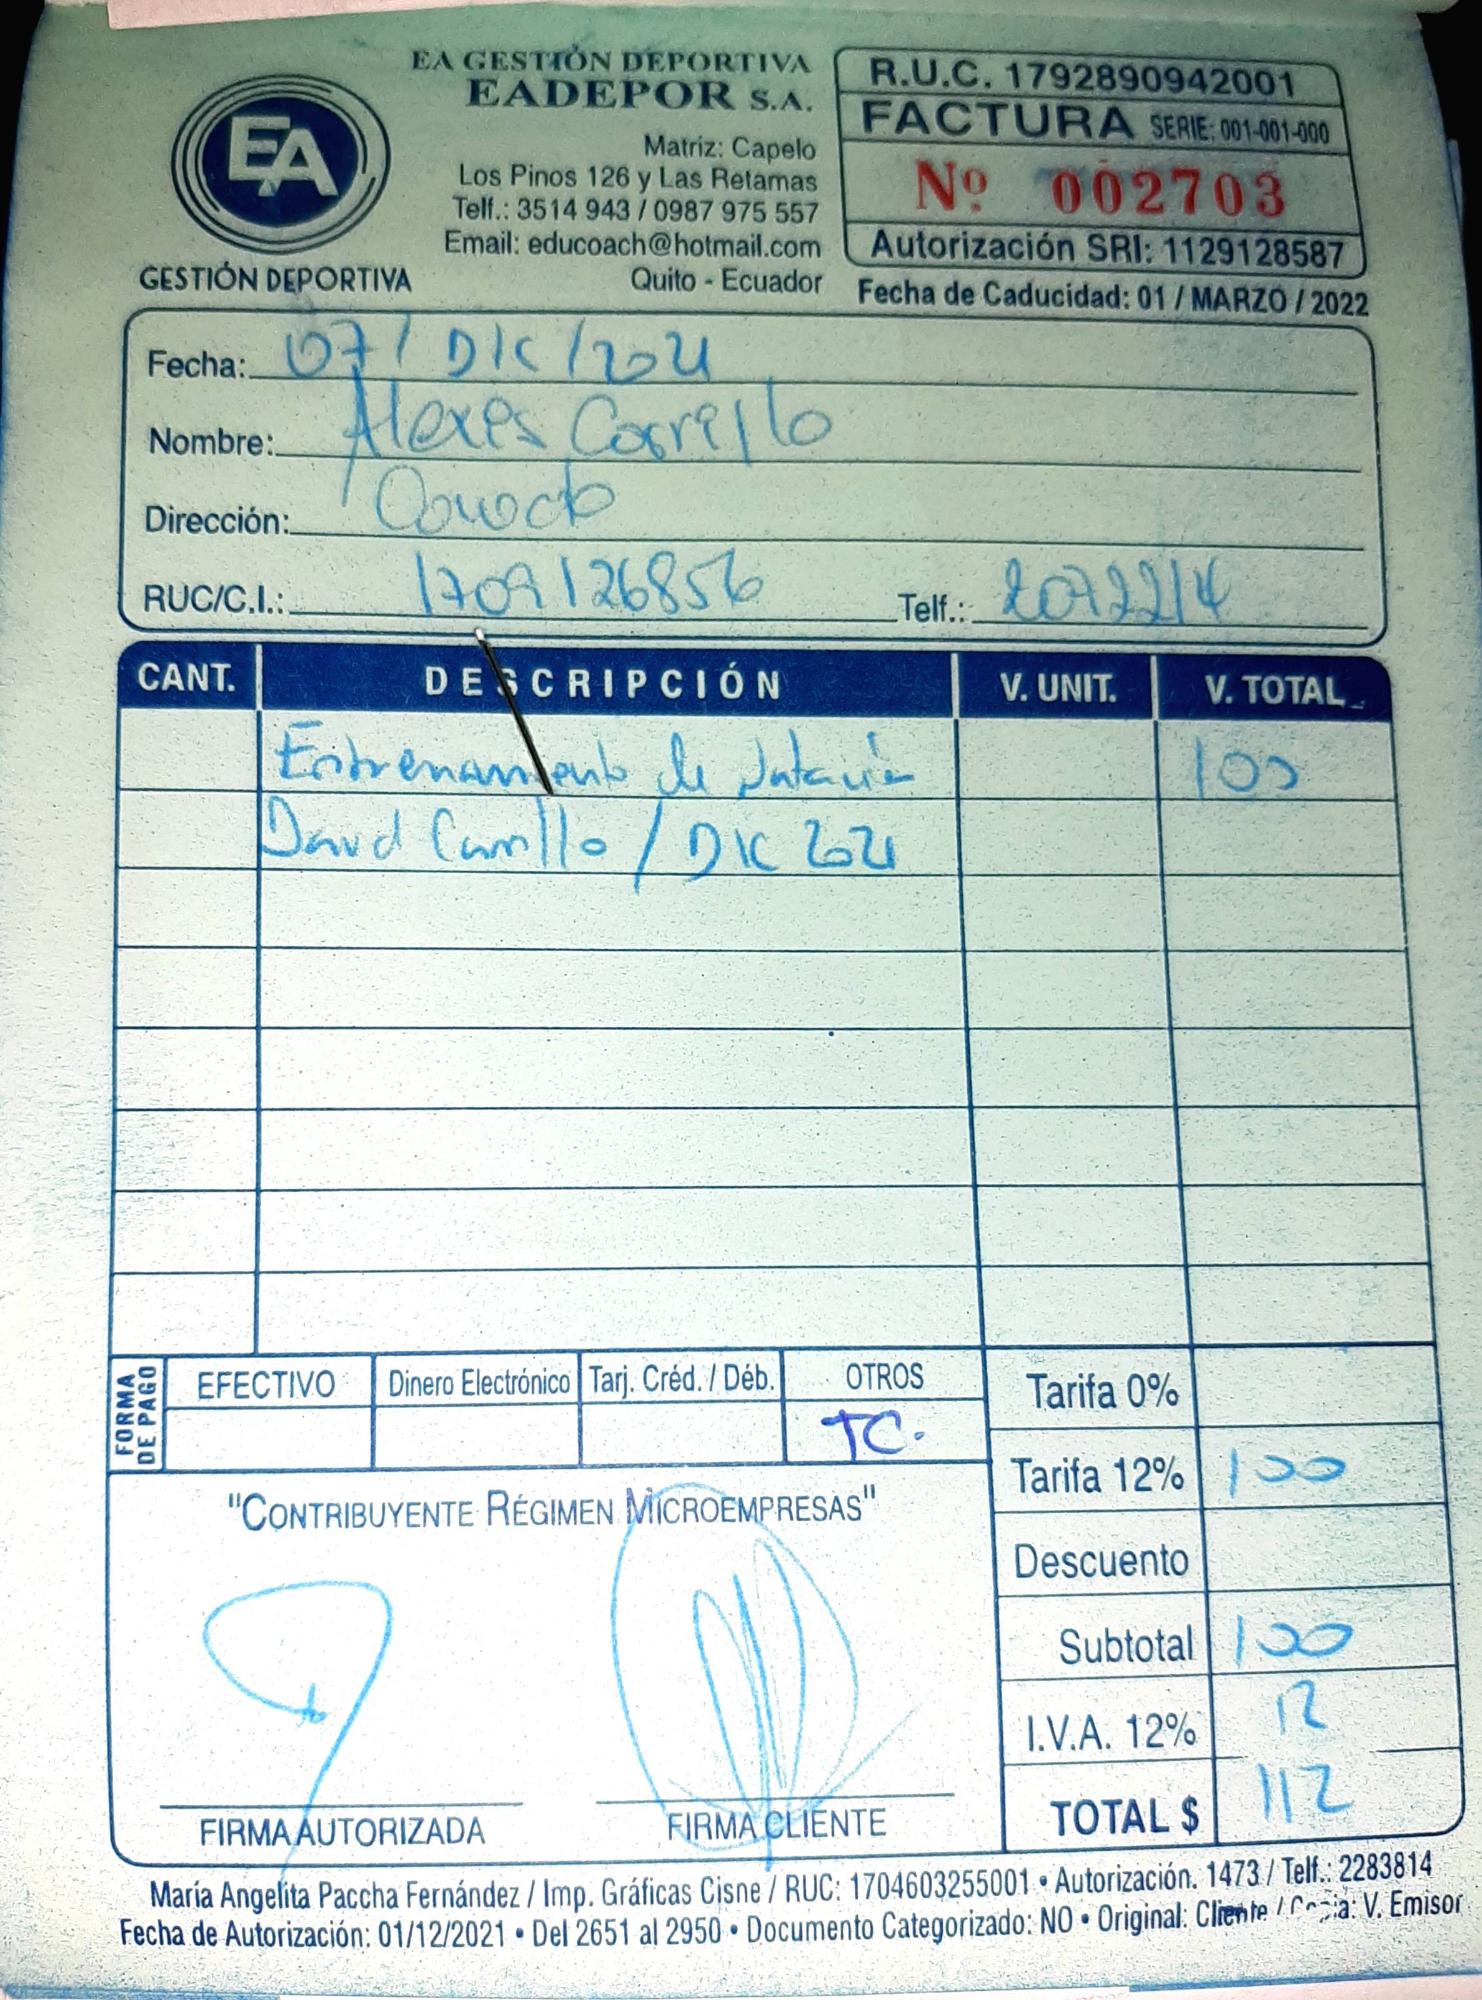 EA GESTIÓN DEPORTIVA
EADEPOR S.A.
EA
GESTIÓN DEPORTIVA
Matriz: Capelo
Los Pinos 126 y Las Retamas
Telf.: 3514 943 / 0987 975 557
Email: educoach@hotmail.com
Quito - Ecuador
R.U.C. 1792890942001
FACTURA SERIE: 001-001-000
Nº 002703
Autorización SRI: 1129128587
Fecha de Caducidad: 01 / MARZO / 2022
Fecha: 07 / DIC / 2021
Nombre: Alexes Carrillo
Dirección: Conocoto
RUC/C.I.: 1709126856 Telf.: 2072214
CANT. DESCRIPCIÓN V. UNIT. V. TOTAL
Entrenamiento de Natación 100
David Carrillo / DIC 2021
FORMA DE PAGO
EFECTIVO Dinero Electrónico Tarj. Créd. / Déb. OTROS
TC.
Tarifa 0%
Tarifa 12% 100
Descuento
Subtotal 100
I.V.A. 12% 12
TOTAL $ 112
"CONTRIBUYENTE RÉGIMEN MICROEMPRESAS"
FIRMA AUTORIZADA FIRMA CLIENTE
María Angelita Paccha Fernández / Imp. Gráficas Cisne / RUC: 1704603255001 • Autorización. 1473 / Telf.: 2283814
Fecha de Autorización: 01/12/2021 • Del 2651 al 2950 • Documento Categorizado: NO • Original: Cliente / Copia: V. Emisor